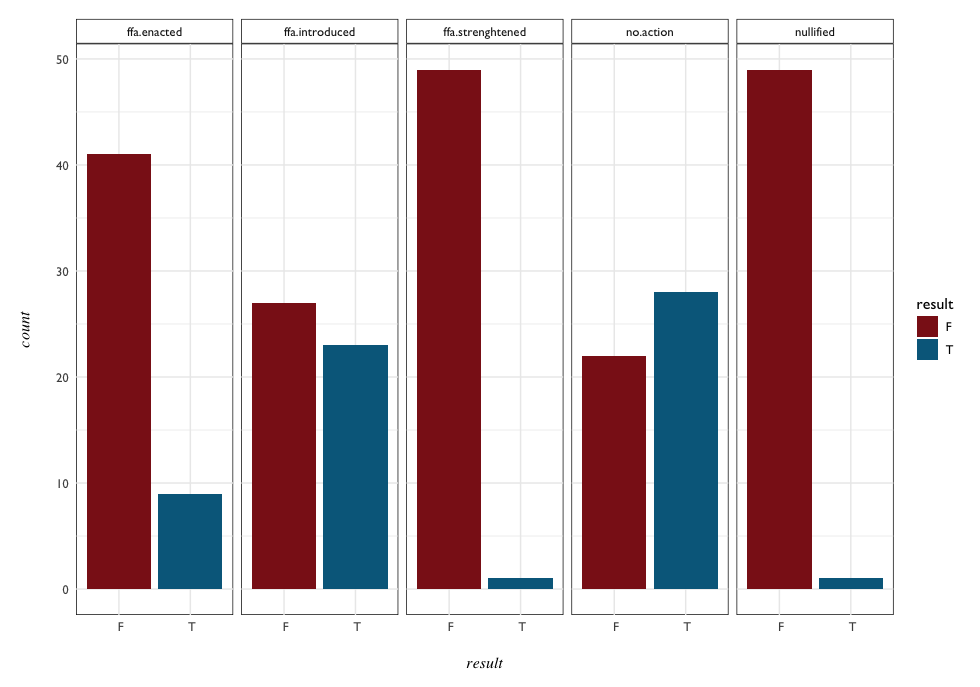 ffa.enacted
ffa.introduced
ffa.strenghtened
no.action
nullified
50
40
30
20
10
0
count
F
T
F
T
F
T
F
T
F
T
result
result
F
T